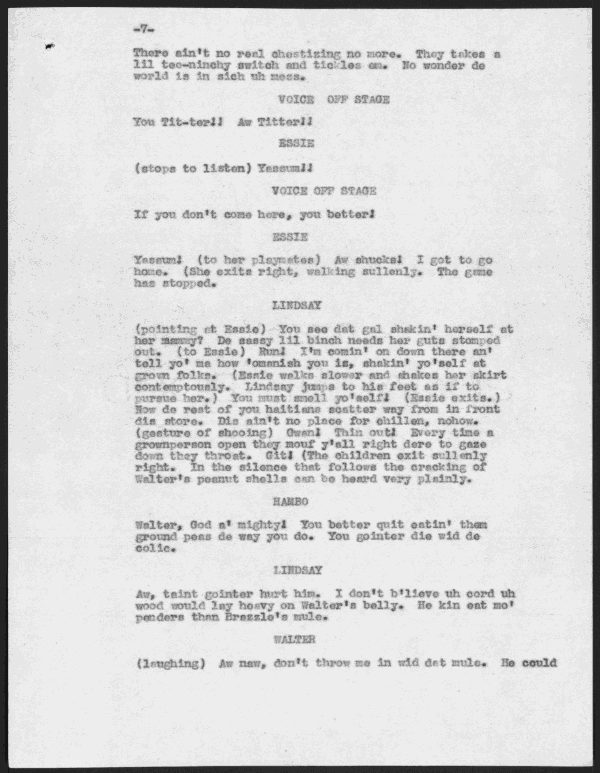 -7-
There ain't no real chestizing no more. They takes a
lil tee-ninchy switch and tickles em. No wonder de
world is in sich uh mess.
VOICE OFF STAGE
You Tit-ter!! Aw Titter!!
ESSIE
(stops to listen) Yassum!!
VOICE OFF STAGE
If you don't come here, you better!
ESSIE
Yassum! (to her playmates) Aw shucks! I got to go
home. (She exits right, walking sullenly. The game
has stopped.
LINDSAY
(pointing at Essie) You see dat gal shakin' herself at
her mammy? De sassy lil binch needs her guts stomped
out. (to Essie) Run! I'm comin' on down there an'
tell yo' ma how 'omanish you is, shakin' yo'self at
grown folks. (Essie walks slower and shakes her skirt
contemptously. Lindsay jumps to his feet as if to
pursue her.) You must smell yo'self! (Essie exits.)
Now de rest of you haitians scatter way from in front
dis store. Dis ain't no place for chillen, nohow.
(gesture of shooing) Gwan! Thin out! Every time a
grownperson open they mouf y'all right dere to gaze
down they throat. Git! (The children exit sullenly
right. In the silence that follows the cracking of
Walter's peanut shells can be heard very plainly.
HAMBO
Walter, God a' mighty! You better quit eatin' them
ground peas de way you do. You gointer die wid de
colic.
LINDSAY
Aw, taint gointer hurt him. I don't b'lieve uh cord uh
wood would lay heavy on Walter's belly. He kin eat mo'
penders than Brazzle's mule.
WALTER
(laughing) Aw naw, don't throw me in wid dat mule. He could